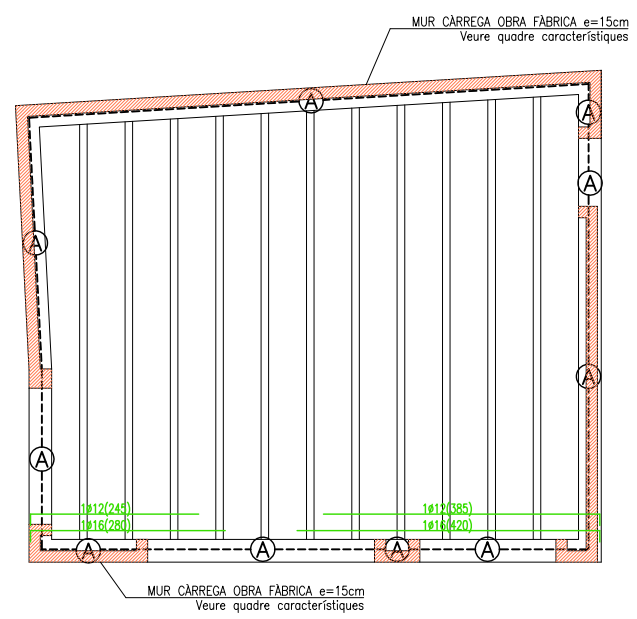 MUR CÀRREGA OBRA FÀBRICA e=15cm
Veure quadre característiques
A
A
A
A
A
A
A
1ø12(245)
1ø12(385)
1ø16(280)
1ø16(420)
A
A
A
A
MUR CÀRREGA OBRA FÀBRICA e=15cm
Veure quadre característiques